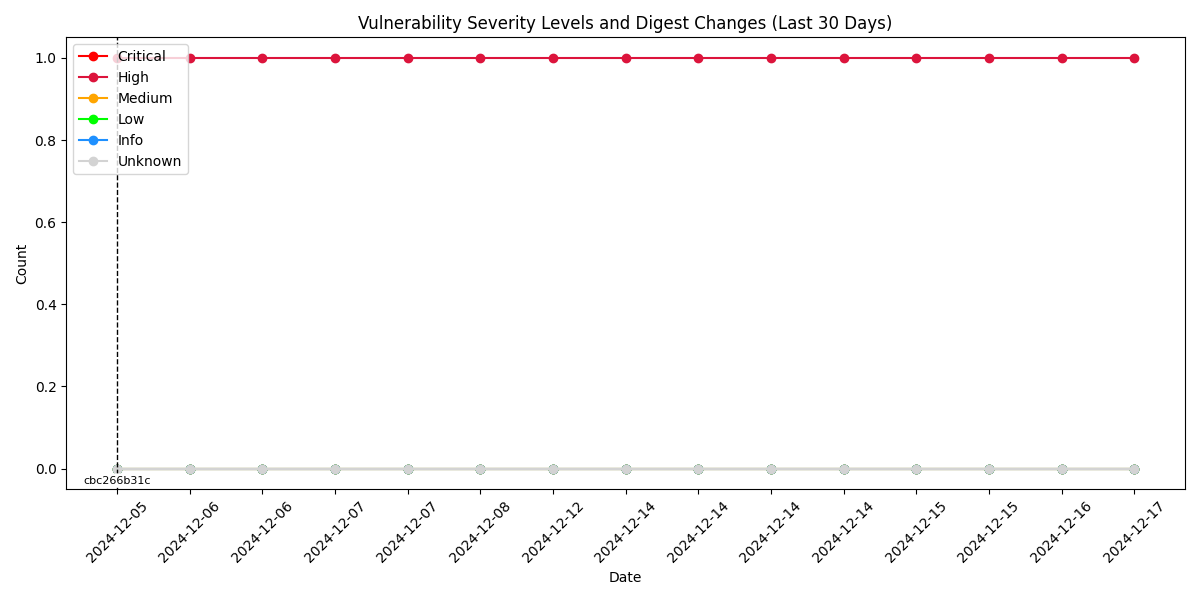 Vulnerability Severity Levels and Digest Changes (Last 30 Days)
Critical
High
Medium
Low
Info
Unknown
1.0
0.8
0.6
0.4
0.2
0.0
Count
cbc266b31c
2024-12-05
2024-12-06
2024-12-06
2024-12-07
2024-12-07
2024-12-08
2024-12-12
2024-12-14
2024-12-14
2024-12-14
2024-12-14
2024-12-15
2024-12-15
2024-12-16
2024-12-17
Date